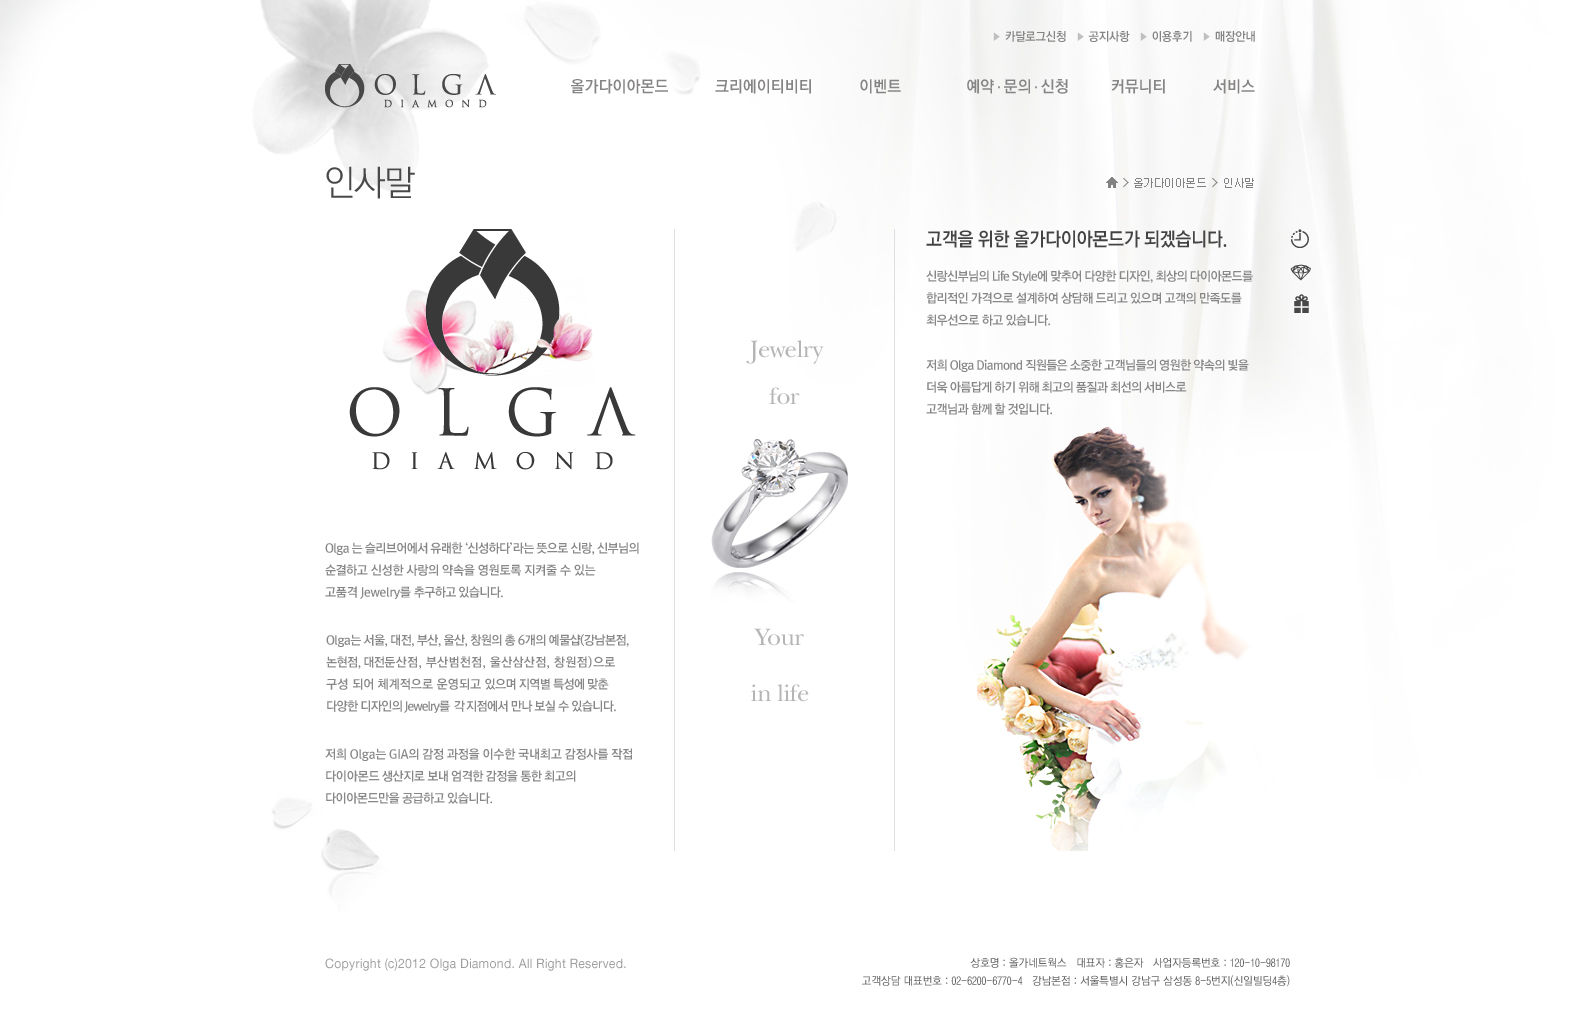 카달로그신청 공지사항 이용후기 매장안내
OLGA
DIAMOND
올가다이아몬드 크리에이티비티 이벤트 예약·문의·신청 커뮤니티 서비스
인사말
> 올가다이아몬드 > 인사말
OLGA
DIAMOND
Olga 는 슬리브어에서 유래한 '신성하다'라는 뜻으로 신랑, 신부님의
순결하고 신성한 사랑의 약속을 영원토록 지켜줄 수 있는
고품격 Jewelry를 추구하고 있습니다.
Olga는 서울, 대전, 부산, 울산, 창원의 총 6개의 예물샵(강남본점,
논현점, 대전둔산점, 부산범천점, 울산삼산점, 창원점)으로
구성 되어 체계적으로 운영되고 있으며 지역별 특성에 맞춘
다양한 디자인의 Jewelry를 각 지점에서 만나 보실 수 있습니다.
저희 Olga는 GIA의 감정 과정을 이수한 국내최고 감정사를 작접
다이아몬드 생산지로 보내 엄격한 감정을 통한 최고의
다이아몬드만을 공급하고 있습니다.
Jewelry
for
Your
in life
고객을 위한 올가다이아몬드가 되겠습니다.
신랑신부님의 Life Style에 맞추어 다양한 디자인, 최상의 다이아몬드를
합리적인 가격으로 설계하여 상담해 드리고 있으며 고객의 만족도를
최우선으로 하고 있습니다.
저희 Olga Diamond 직원들은 소중한 고객님들의 영원한 약속의 빛을
더욱 아름답게 하기 위해 최고의 품질과 최선의 서비스로
고객님과 함께 할 것입니다.
Copyright (c)2012 Olga Diamond. All Right Reserved.
상호명 : 올가네트웍스 대표자 : 홍은자 사업자등록번호 : 120-10-98170
고객상담 대표번호 : 02-6200-6770-4 강남본점 : 서울특별시 강남구 삼성동 8-5번지(신일빌딩4층)